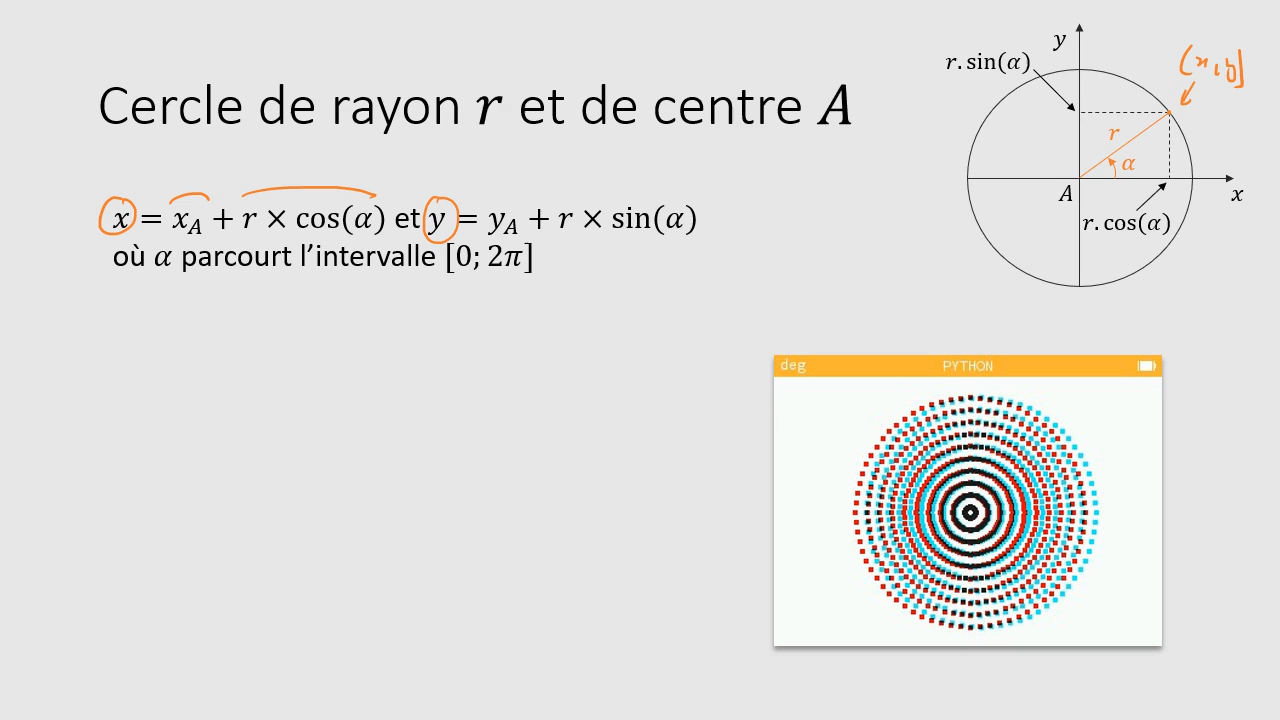 Cercle de rayon r et de centre A
x = x_A + r × cos(α) et y = y_A + r × sin(α)
où α parcourt l'intervalle [0; 2π]
y
r.sin(α)
(x, y)
r
α
A
x
r.cos(α)
deg PYTHON